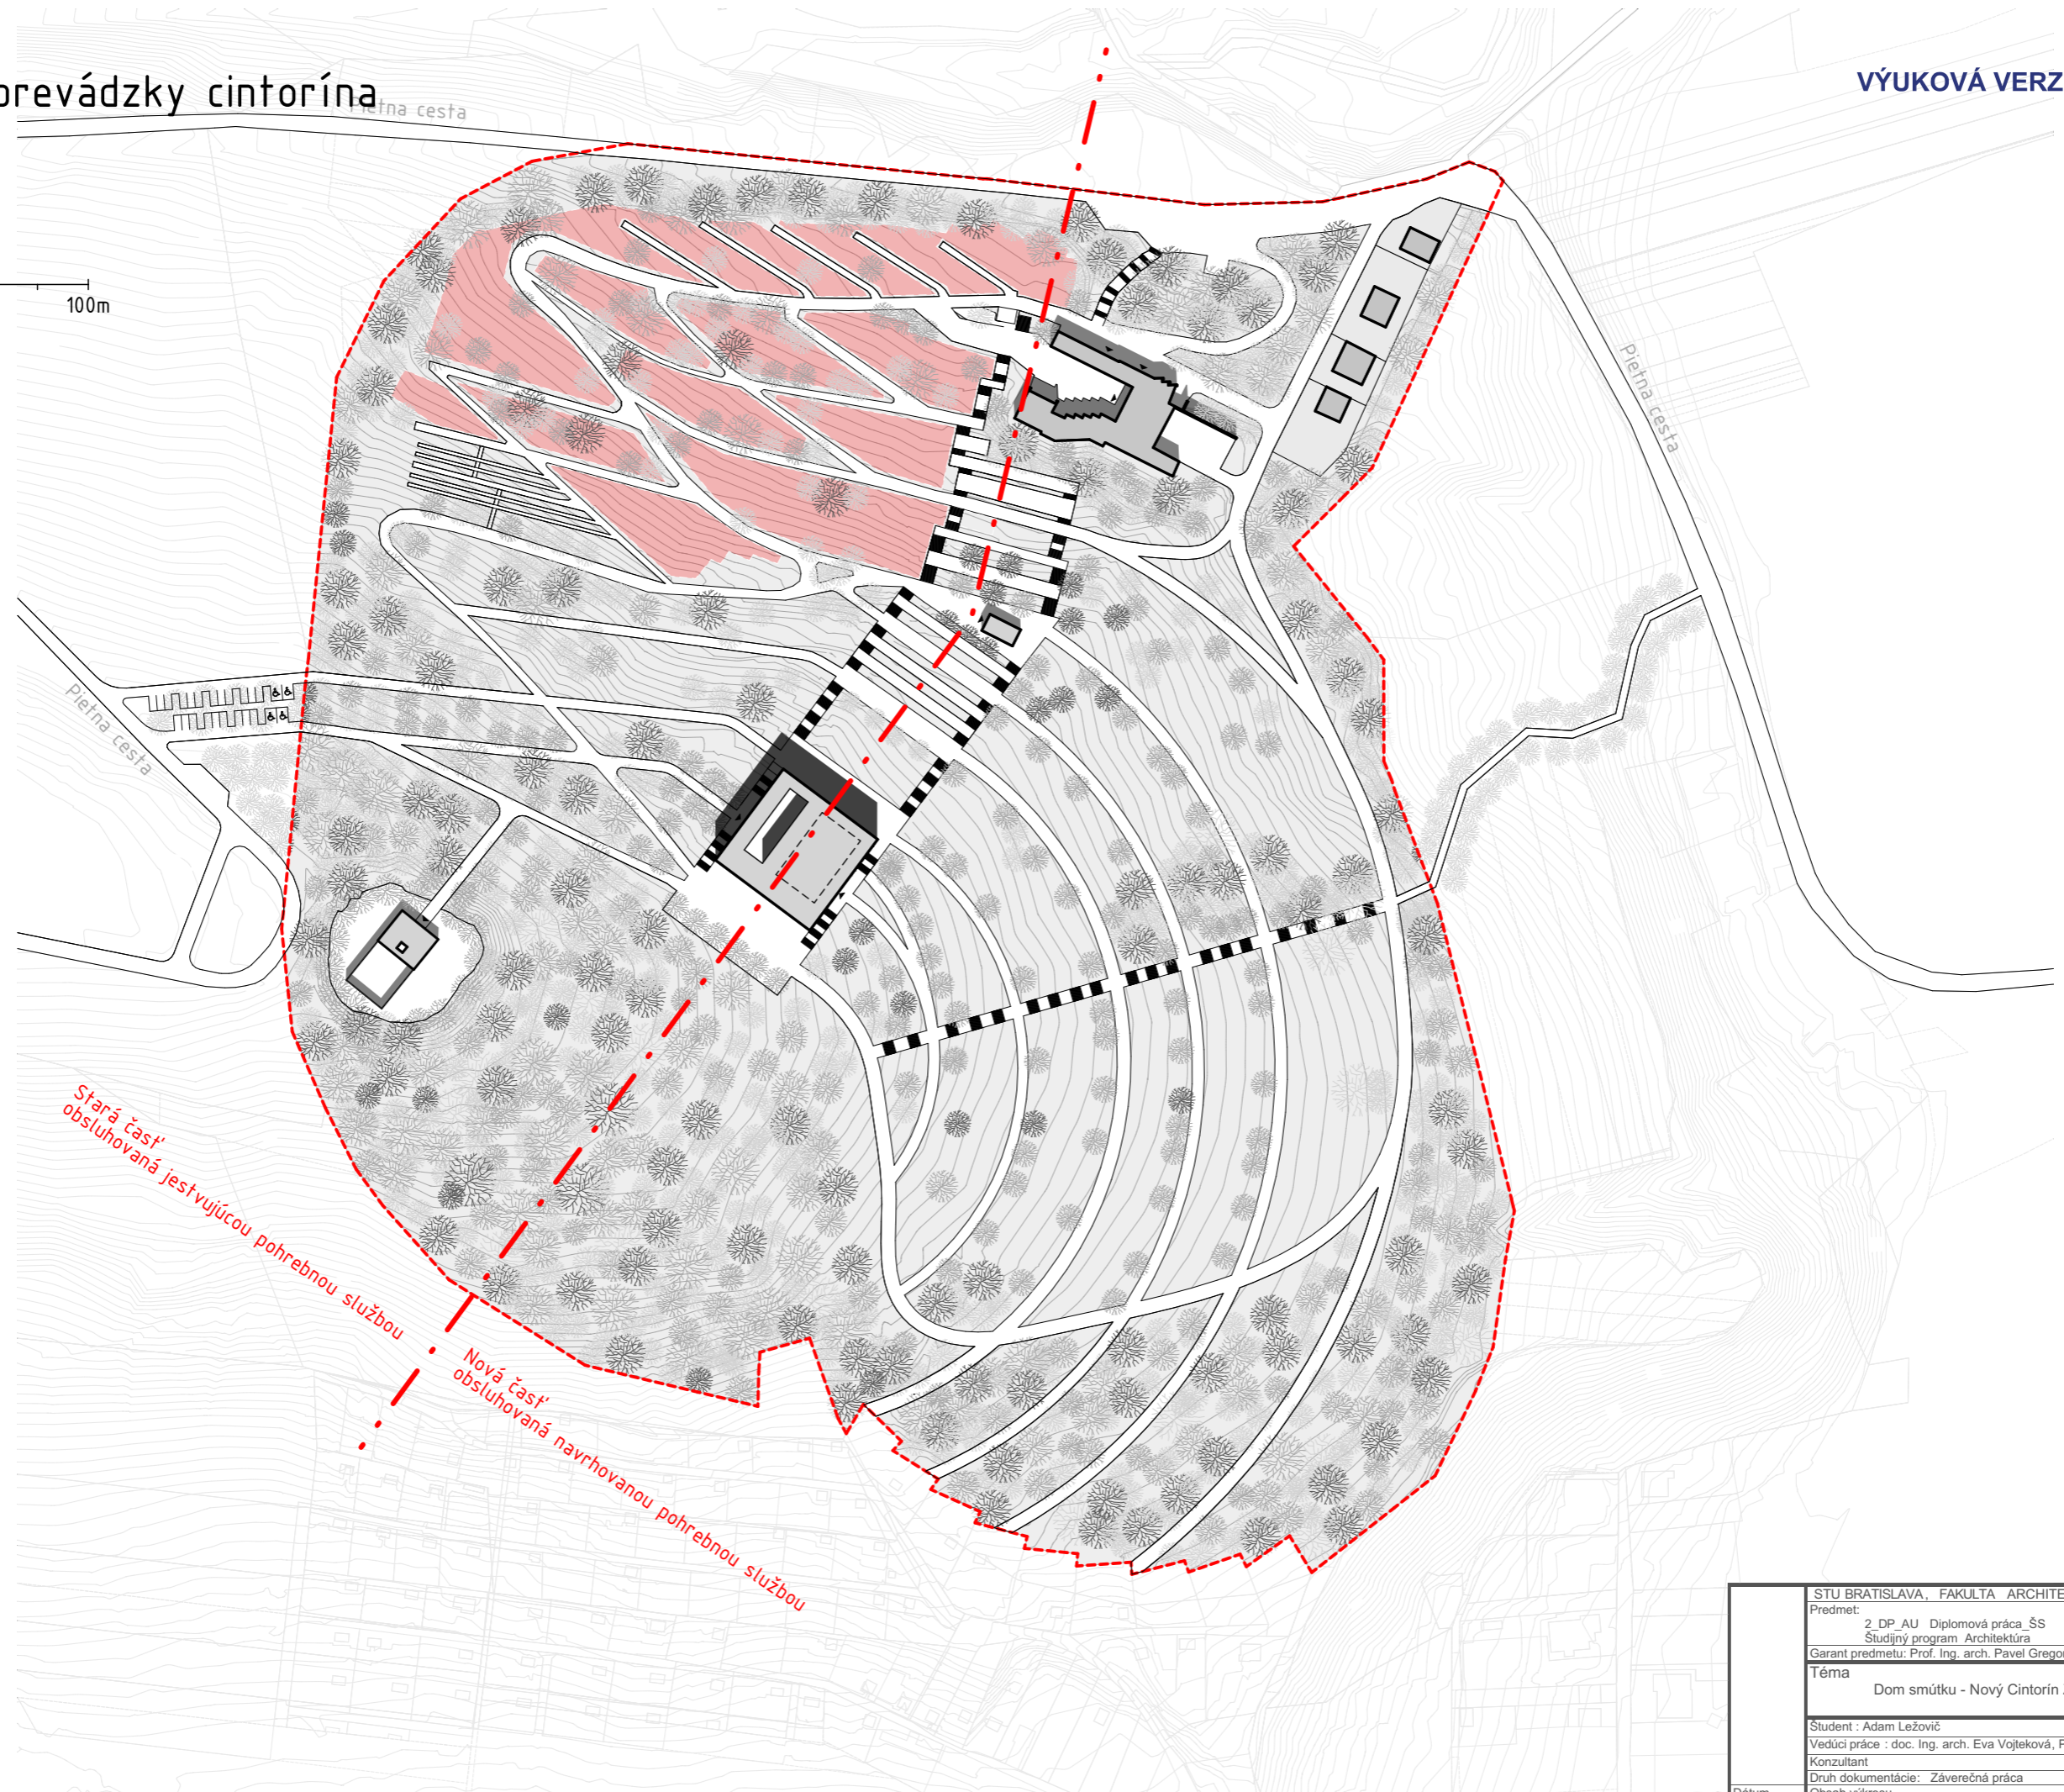 prevádzky cintorína
VÝUKOVÁ VERZ
Pietna cesta
100m
Pietna cesta
Pietna cesta
Stará časť
obsluhovaná jestvujúcou pohrebnou službou
Nová časť
obsluhovaná navrhovanou pohrebnou službou
STU BRATISLAVA, FAKULTA ARCHITE
Predmet:
2_DP_AU Diplomová práca_ŠS
Študijný program Architektúra
Garant predmetu: Prof. Ing. arch. Pavel Gregor
Téma
Dom smútku - Nový Cintorín
Študent : Adam Ležovič
Vedúci práce : doc. Ing. arch. Eva Vojteková, P
Konzultant
Druh dokumentácie: Záverečná práca
Dátum
Obsah výkresu